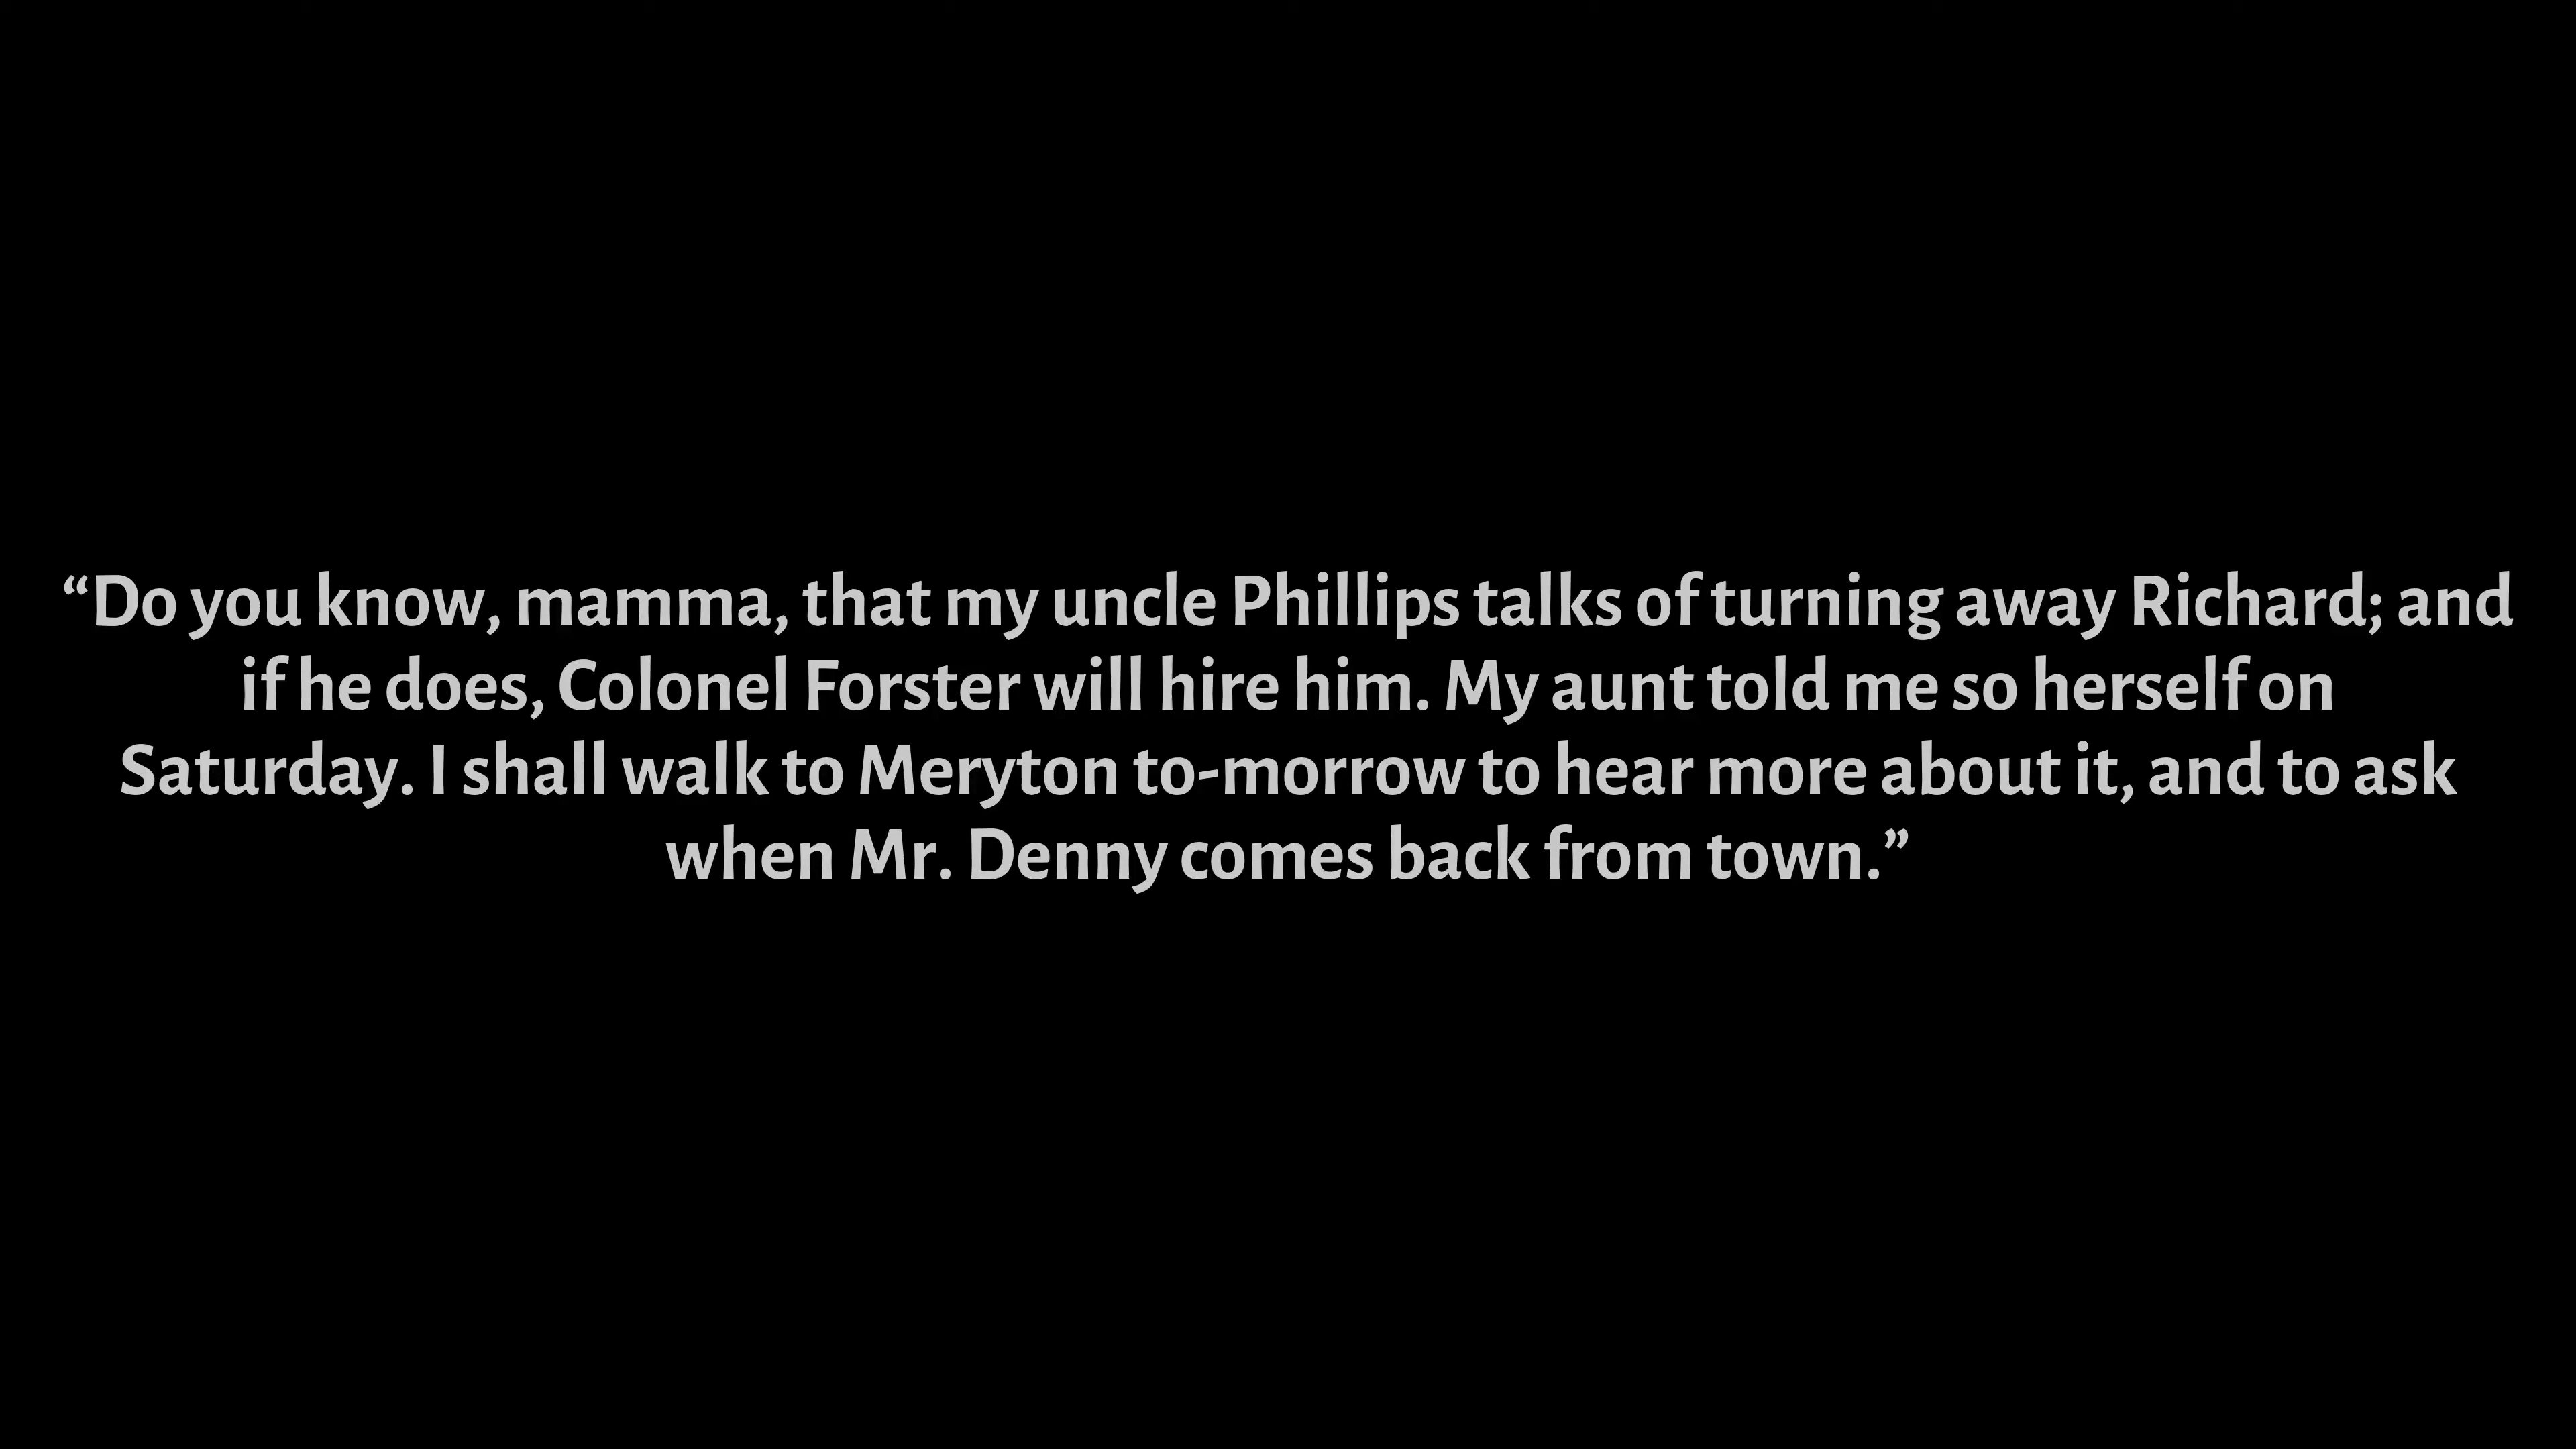 “Do you know, mamma, that my uncle Phillips talks of turning away Richard; and
if he does, Colonel Forster will hire him. My aunt told me so herself on
Saturday. I shall walk to Meryton to-morrow to hear more about it, and to ask
when Mr. Denny comes back from town.”